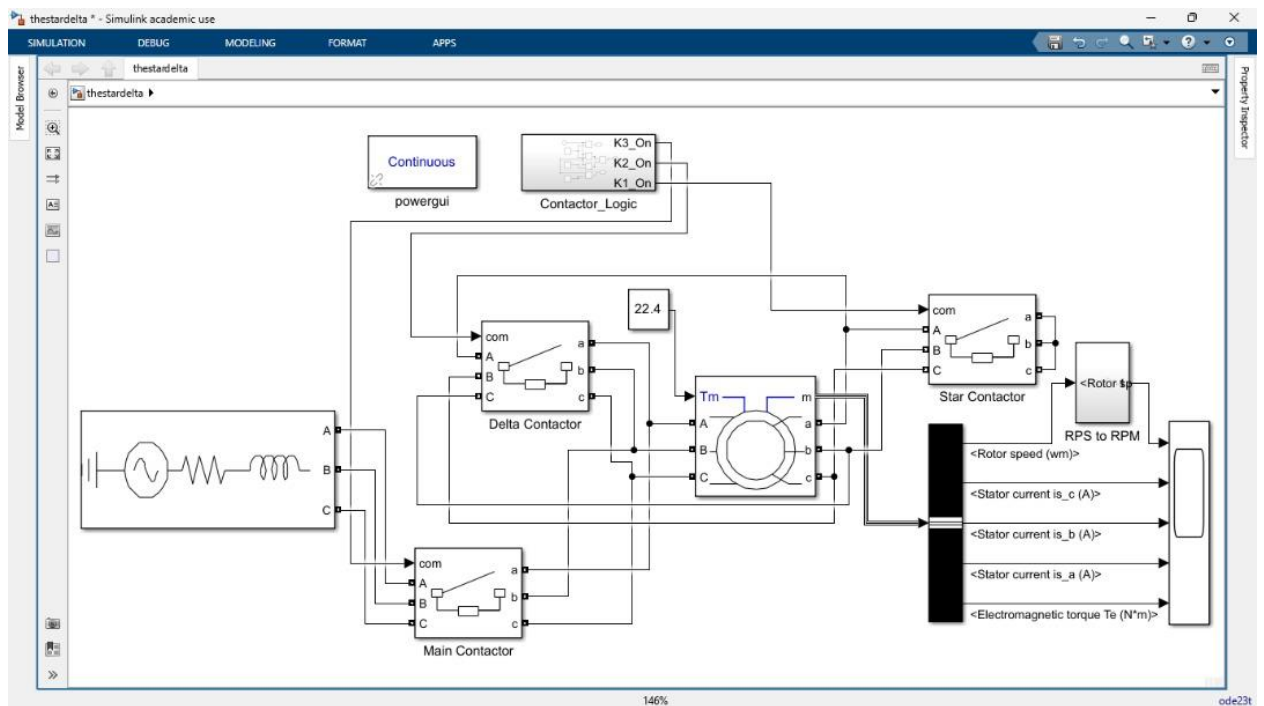 thestardelta * - Simulink academic use
SIMULATION DEBUG MODELING FORMAT APPS
Model Browser
thestardelta
thestardelta
Property Inspector
Continuous
powergui
K3_On
K2_On
K1_On
Contactor_Logic
22.4
com
A
B
C
a
b
c
Delta Contactor
com
A
B
C
a
b
c
Star Contactor
Tm
A
B
C
m
a
b
c
<Rotor sp
RPS to RPM
A
B
C
<Rotor speed (wm)>
<Stator current is_c (A)>
<Stator current is_b (A)>
<Stator current is_a (A)>
<Electromagnetic torque Te (N*m)>
com
A
B
C
a
b
c
Main Contactor
146%
ode23t